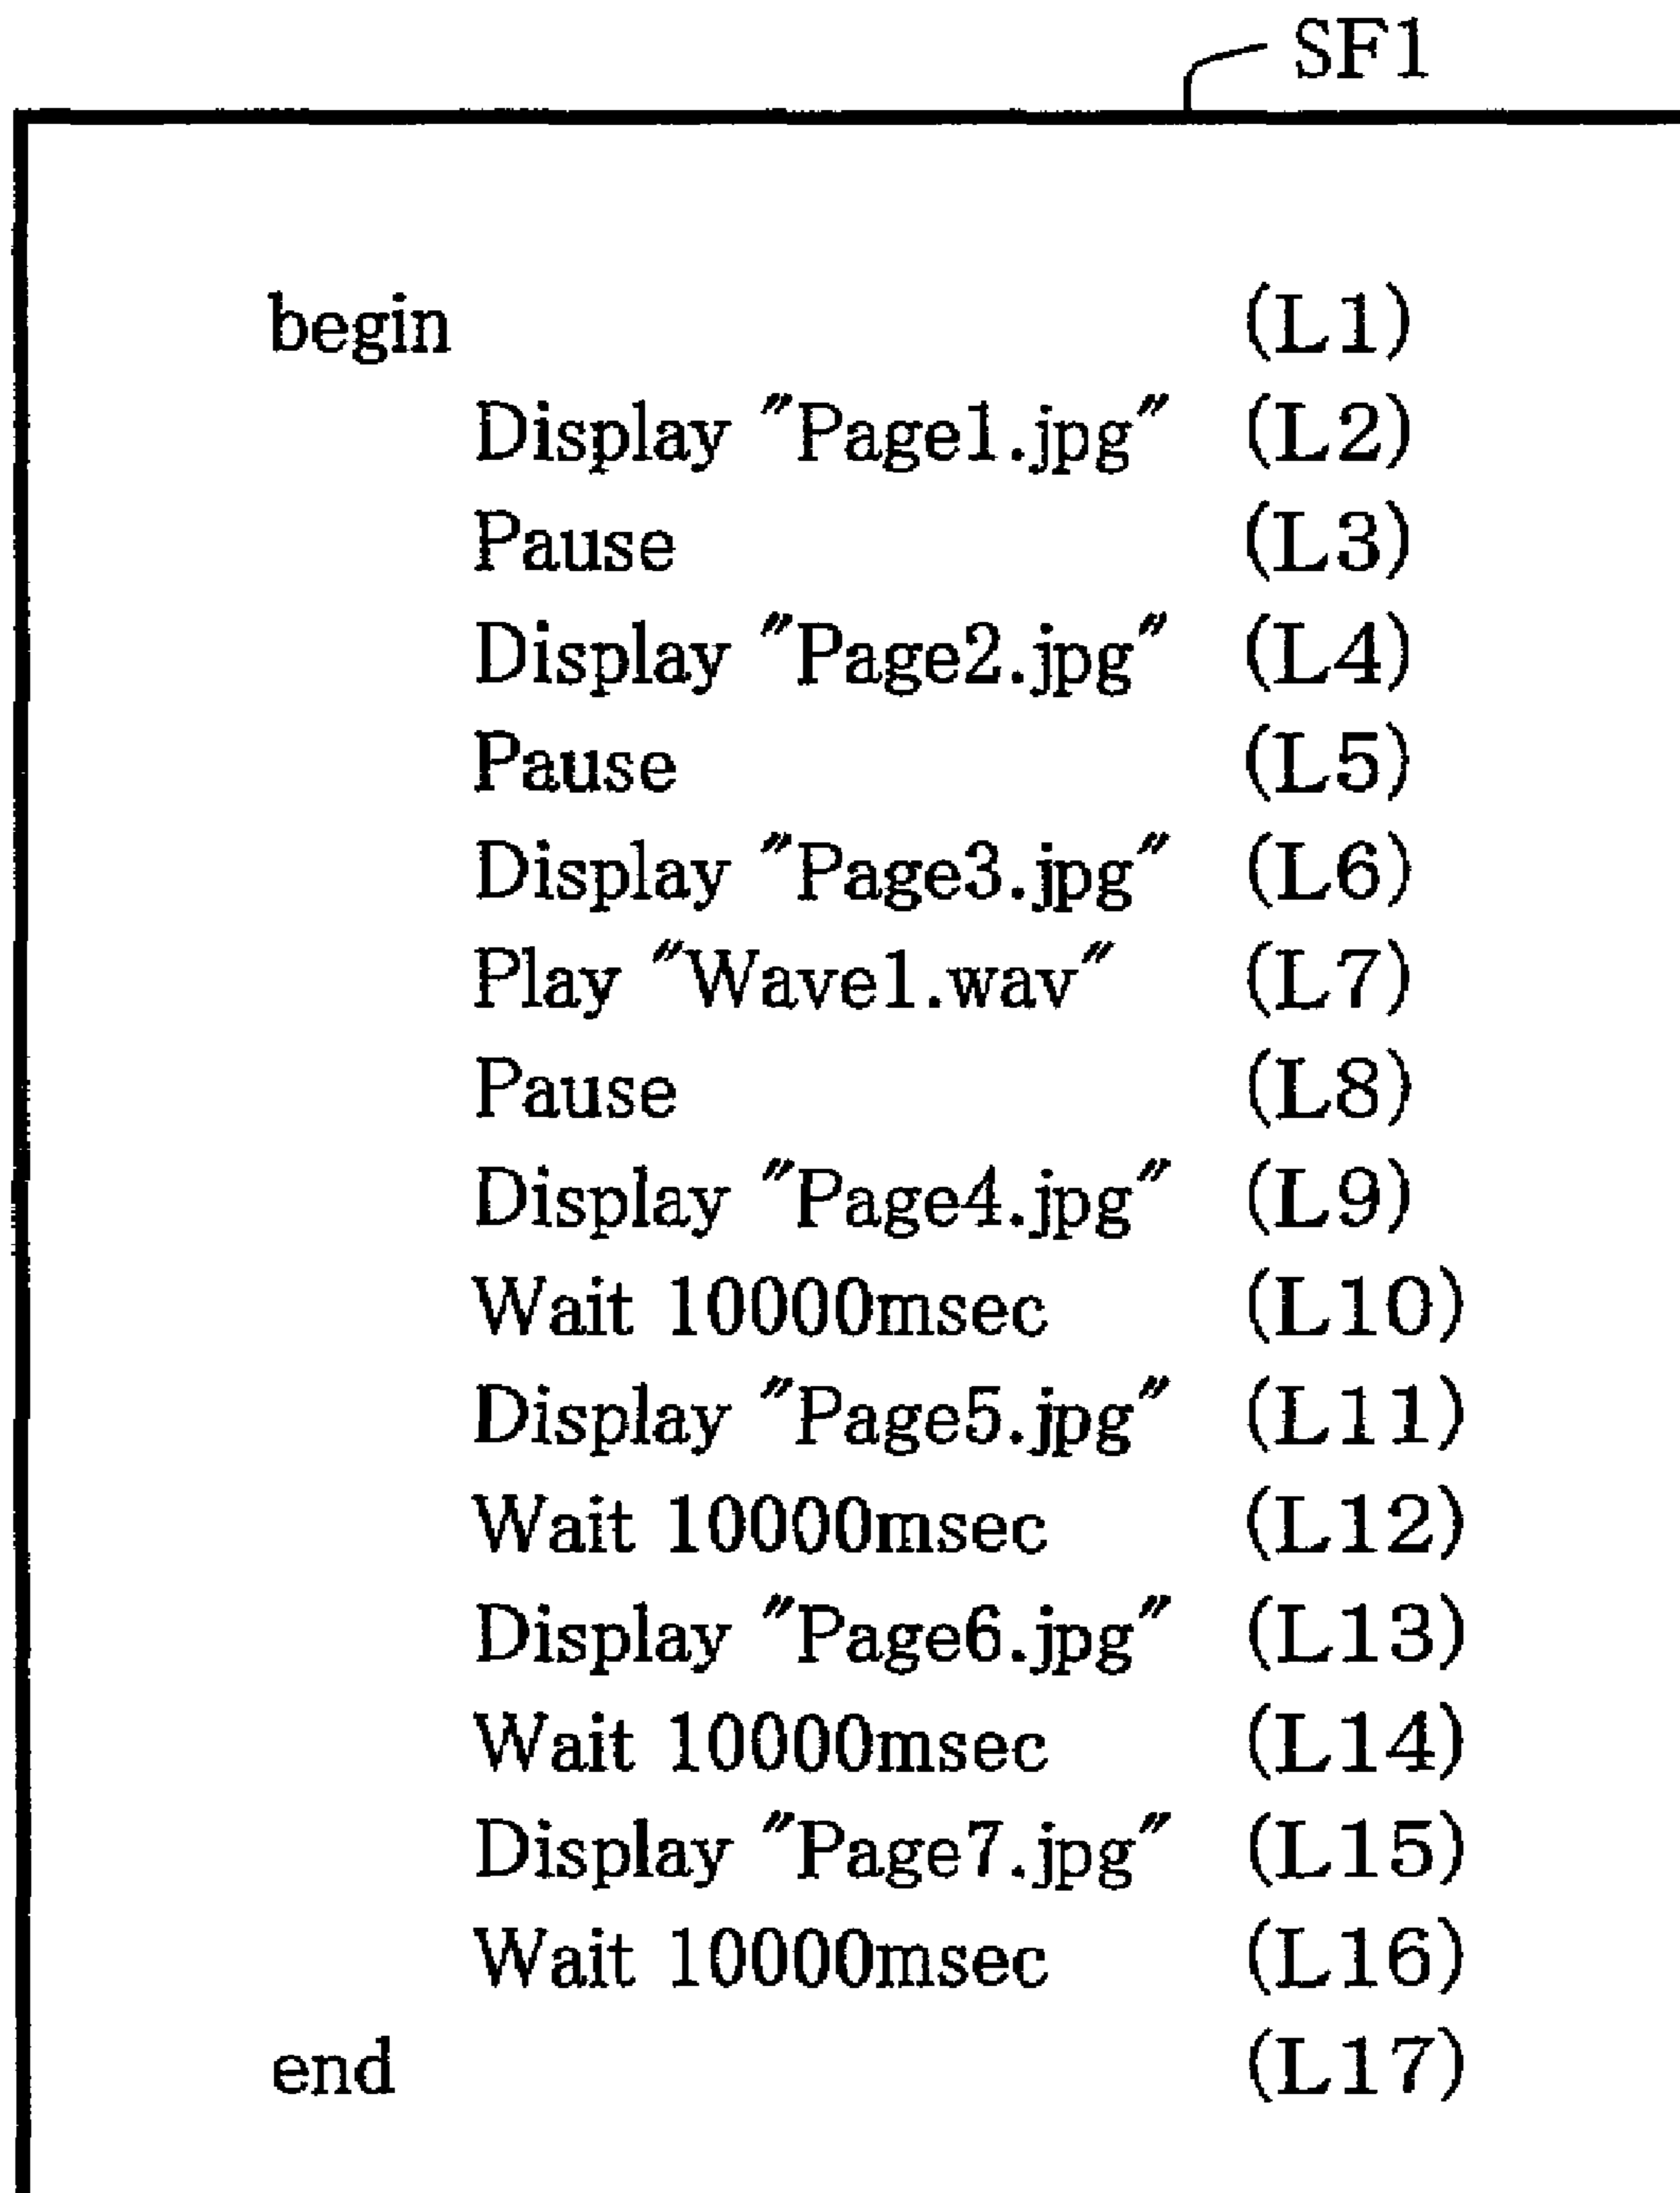 SF1
begin (L1)
Display "Page1.jpg" (L2)
Pause (L3)
Display "Page2.jpg" (L4)
Pause (L5)
Display "Page3.jpg" (L6)
Play "Wave1.wav" (L7)
Pause (L8)
Display "Page4.jpg" (L9)
Wait 10000msec (L10)
Display "Page5.jpg" (L11)
Wait 10000msec (L12)
Display "Page6.jpg" (L13)
Wait 10000msec (L14)
Display "Page7.jpg" (L15)
Wait 10000msec (L16)
end (L17)